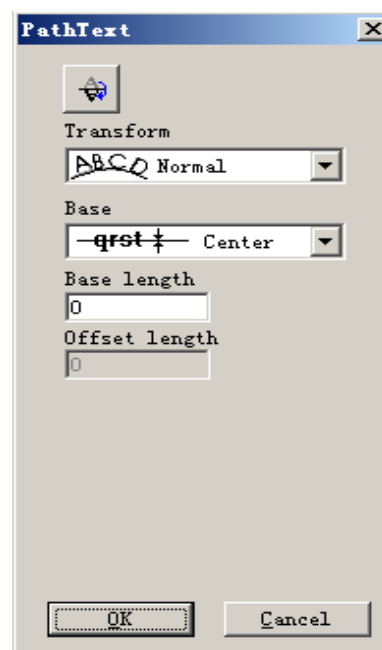 PathText
Transform
ABCD Normal
Base
qrst Center
Base length
0
Offset length
0
OK
Cancel